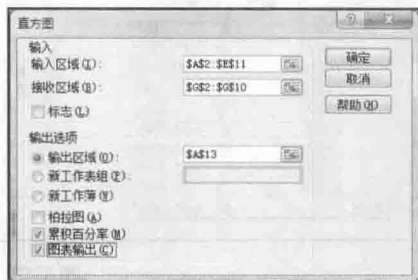 直方图
输入
输入区域(I): $A$2:$E$11
接收区域(B): $G$2:$G$10
标志(L)
输出选项
输出区域(O): $A$13
新工作表组(P):
新工作薄(W)
柏拉图(A)
累积百分率(M)
图表输出(C)
确定
取消
帮助(H)